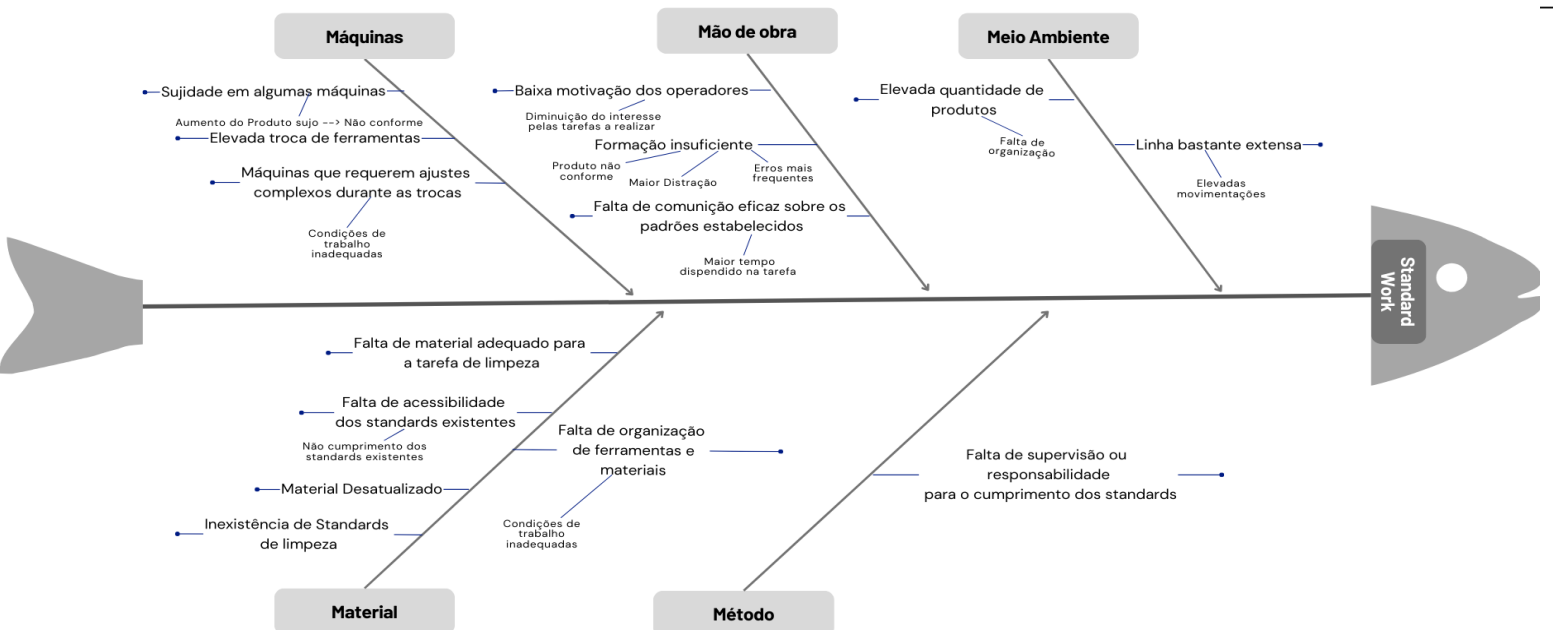 Máquinas
Sujidade em algumas máquinas
Aumento do Produto sujo --> Não conforme
Elevada troca de ferramentas
Máquinas que requerem ajustes
complexos durante as trocas
Condições de
trabalho
inadequadas
Mão de obra
Baixa motivação dos operadores
Diminuição do interesse
pelas tarefas a realizar
Formação insuficiente
Produto não
conforme
Maior Distração
Erros mais
frequentes
Falta de comunição eficaz sobre os
padrões estabelecidos
Maior tempo
dispendido na tarefa
Meio Ambiente
Elevada quantidade de
produtos
Falta de
organização
Linha bastante extensa
Elevadas
movimentações
Standard
Work
Falta de material adequado para
a tarefa de limpeza
Falta de acessibilidade
dos standards existentes
Não cumprimento dos
standards existentes
Falta de organização
de ferramentas e
materiais
Condições de
trabalho
inadequadas
Material Desatualizado
Inexistência de Standards
de limpeza
Material
Falta de supervisão ou
responsabilidade
para o cumprimento dos standards
Método